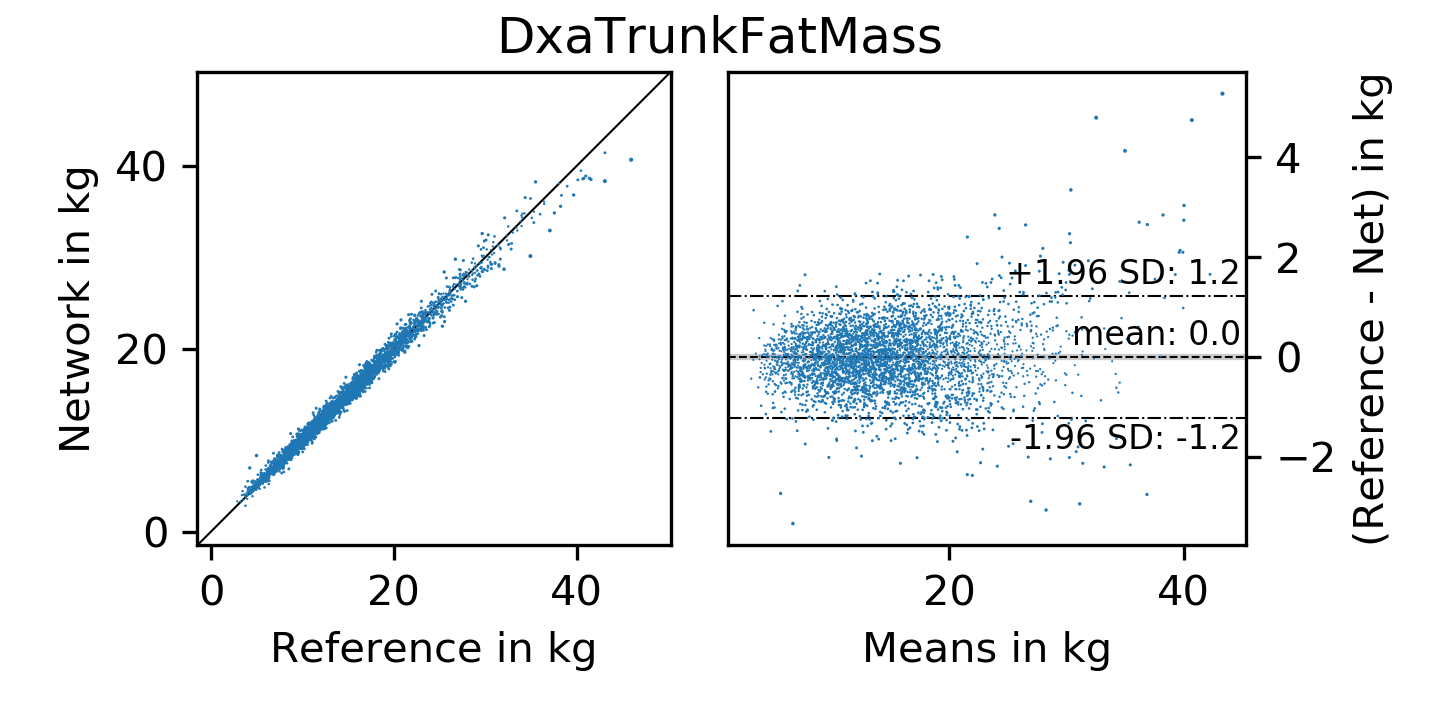 DxaTrunkFatMass
Network in kg
40
20
0
0 20 40
Reference in kg
+1.96 SD: 1.2
mean: 0.0
-1.96 SD: -1.2
4
2
0
−2
20 40
Means in kg
(Reference - Net) in kg